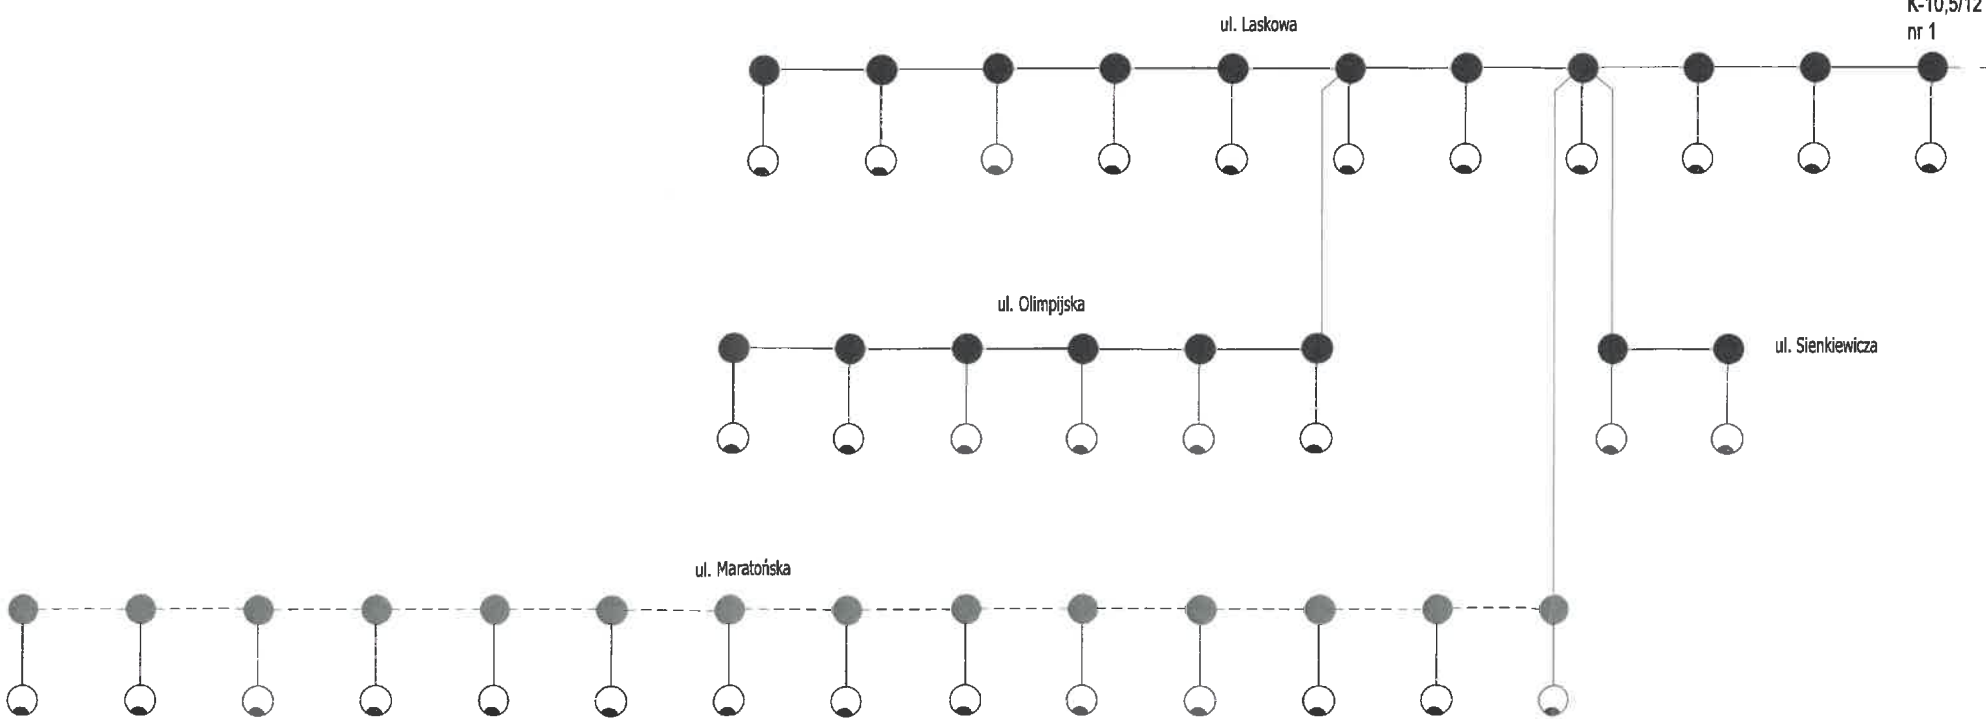 K-10,5/12
nr 1
ul. Laskowa
ul. Olimpijska
ul. Sienkiewicza
ul. Maratońska